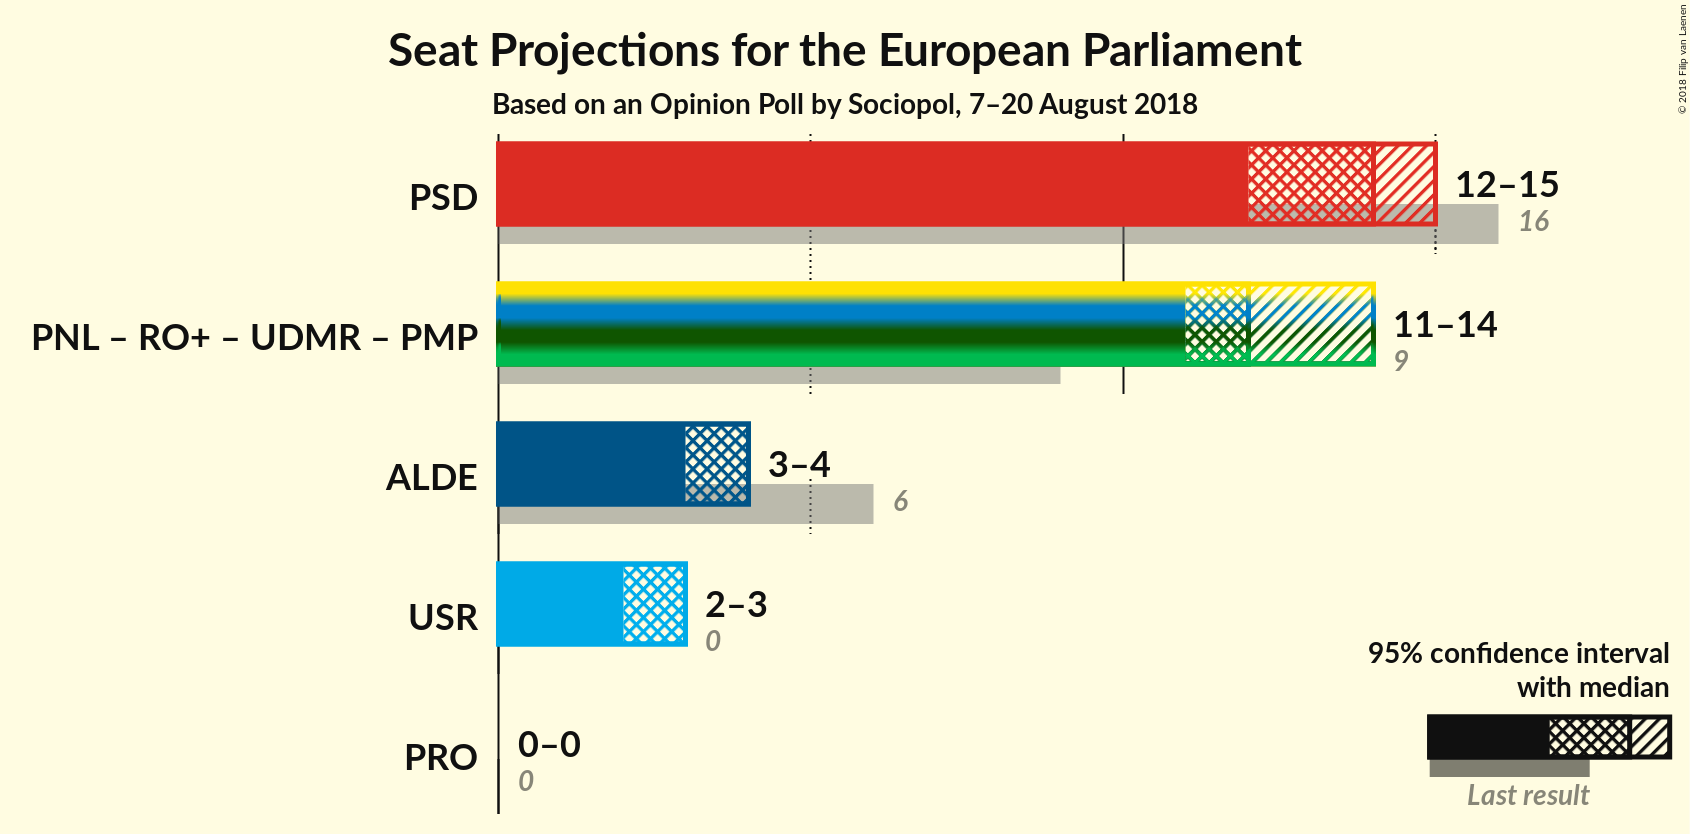 Seat Projections for the European Parliament
Based on an Opinion Poll by Sociopol, 7–20 August 2018
© 2018 Filip van Laenen
PSD
12–15
16
PNL – RO+ – UDMR – PMP
11–14
9
ALDE
3–4
6
USR
2–3
0
PRO
0–0
0
95% confidence interval
with median
Last result